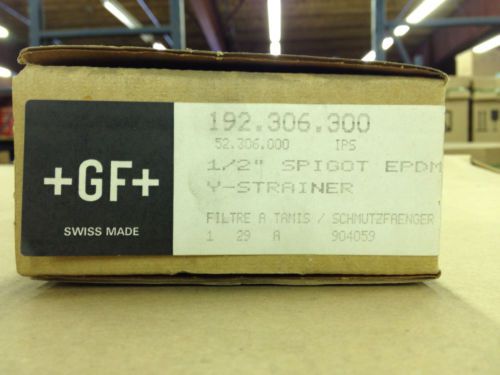 +GF+
SWISS MADE
192.306.300
52.306.000 IPS
1/2" SPIGOT EPDM
Y-STRAINER
FILTRE A TAMIS / SCHMUTZFAENGER
1 29 A 904059